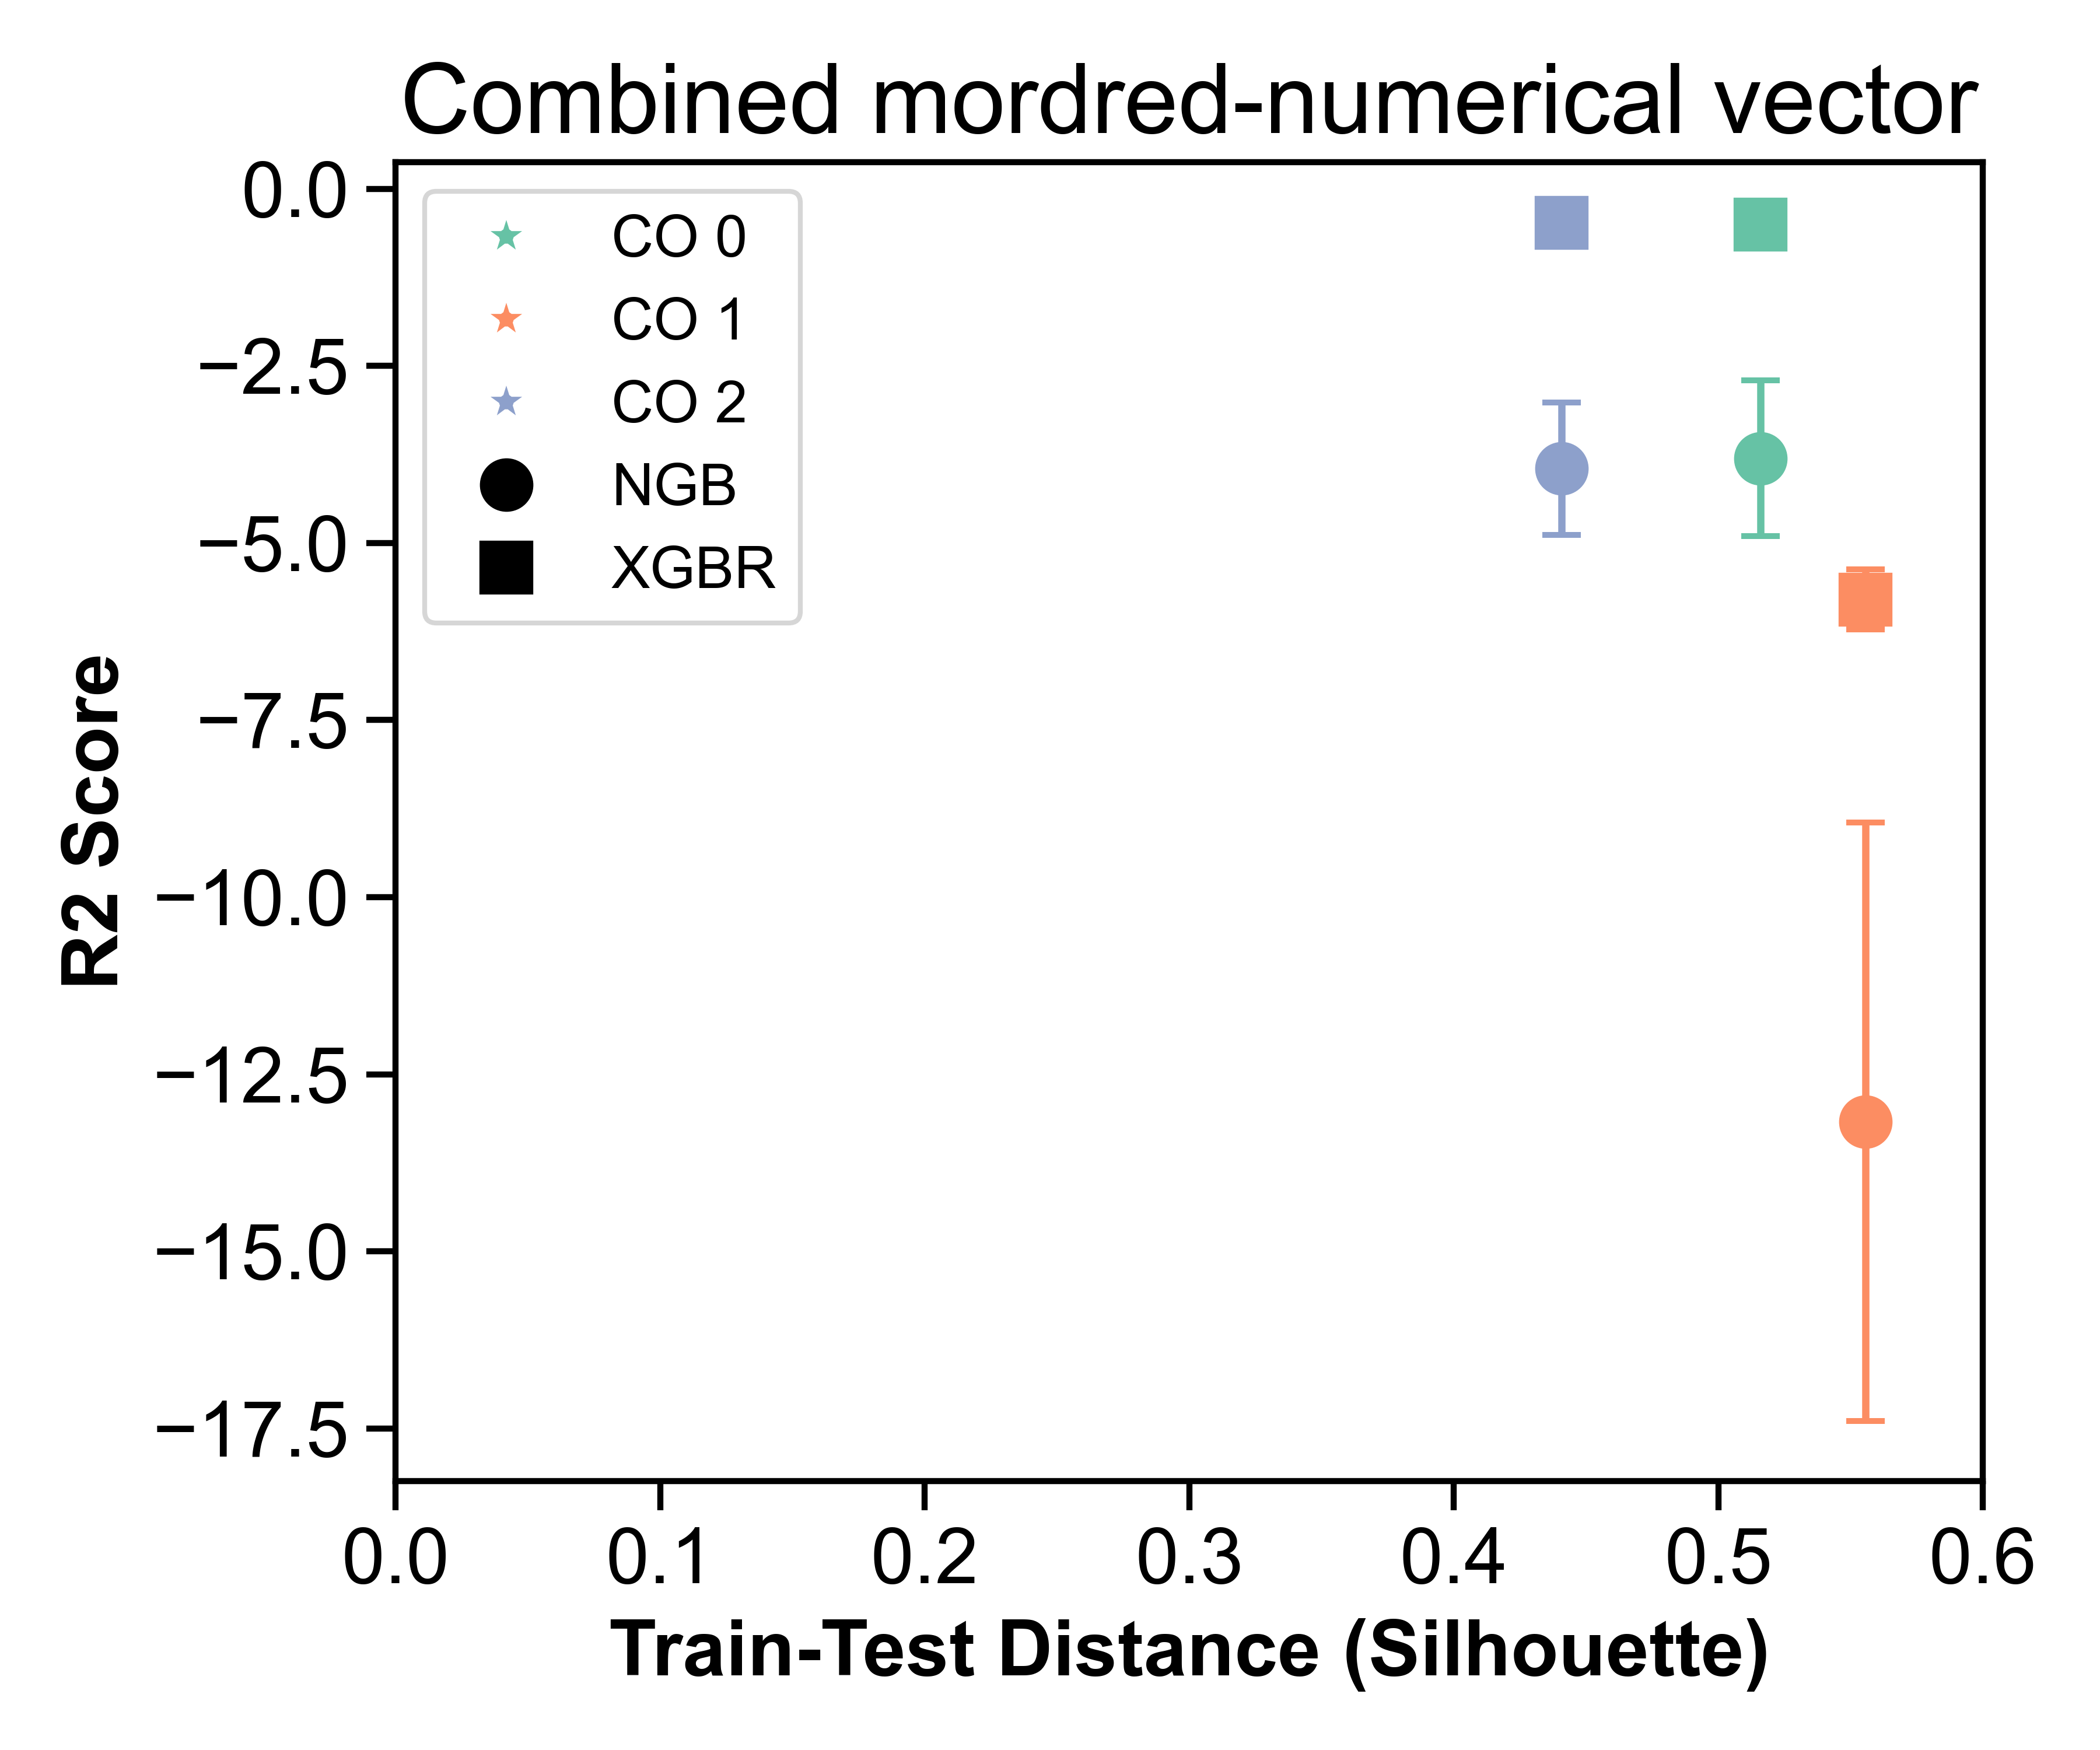 Combined mordred-numerical vector
0.0
−2.5
−5.0
−7.5
−10.0
−12.5
−15.0
−17.5
R2 Score
CO 0
CO 1
CO 2
NGB
XGBR
0.0 0.1 0.2 0.3 0.4 0.5 0.6
Train-Test Distance (Silhouette)